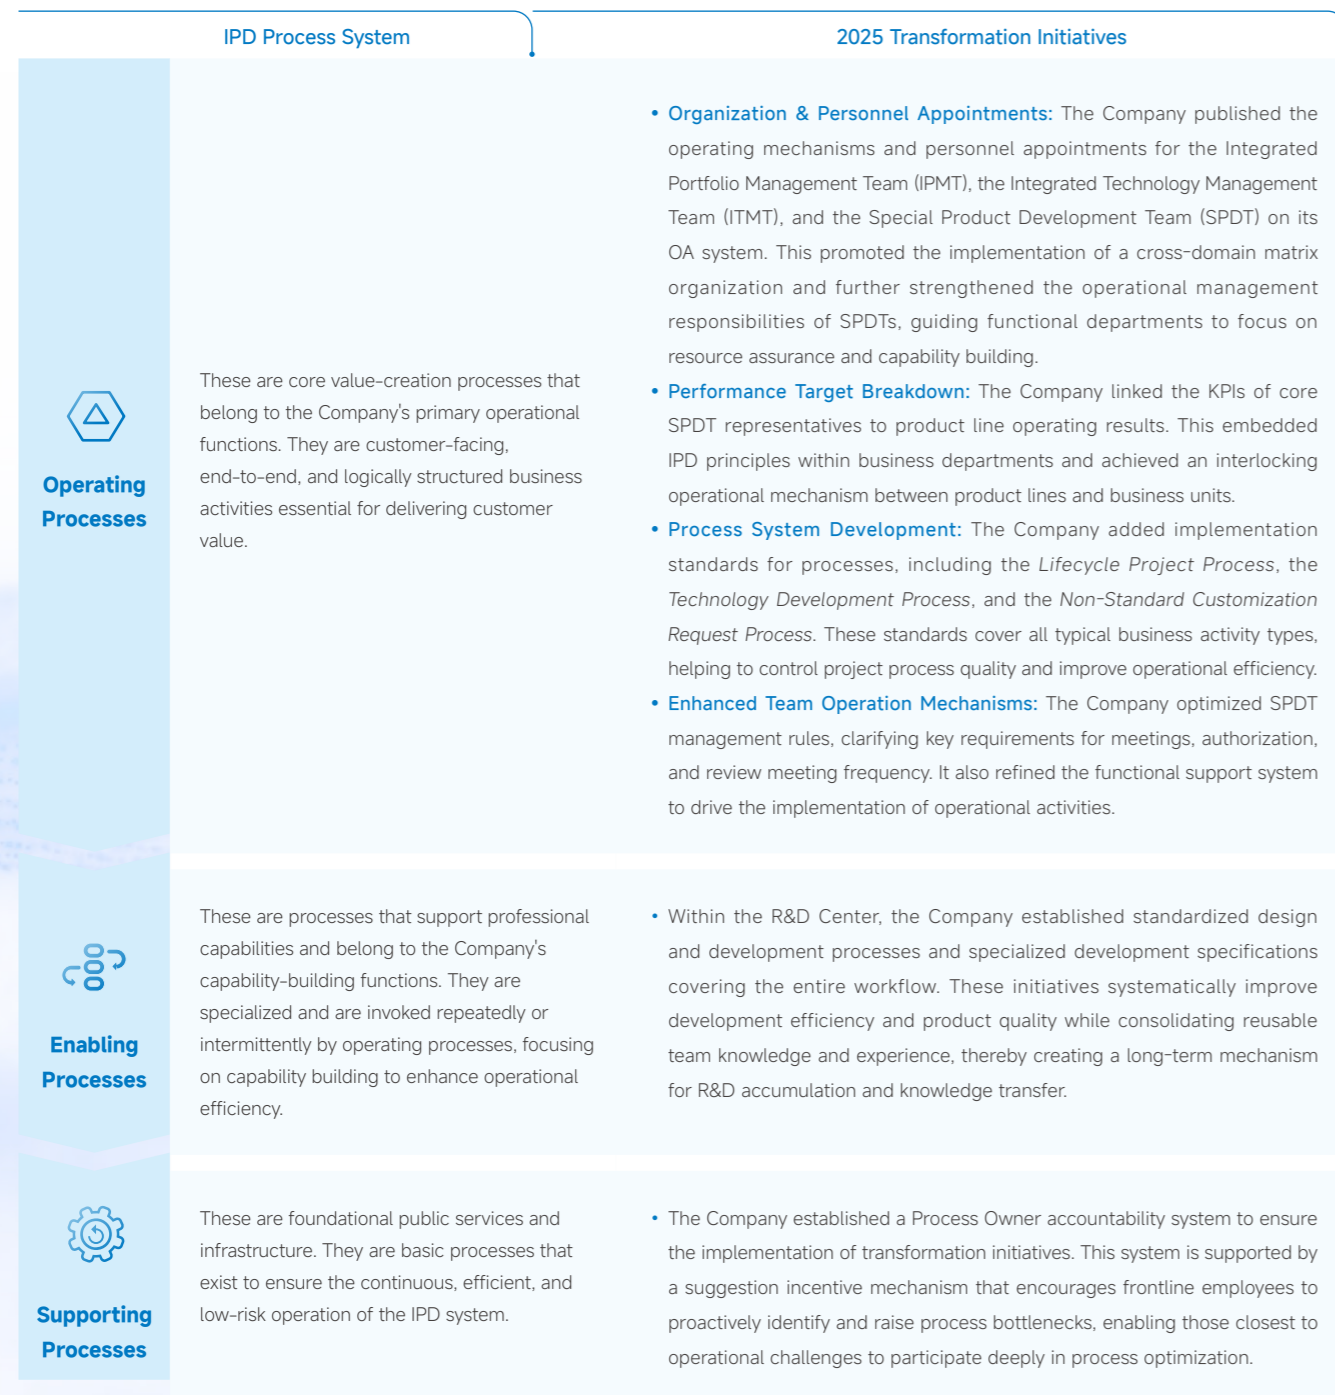 IPD Process System
2025 Transformation Initiatives
Operating
Processes
These are core value-creation processes that
belong to the Company's primary operational
functions. They are customer-facing,
end-to-end, and logically structured business
activities essential for delivering customer
value.
• Organization & Personnel Appointments: The Company published the
operating mechanisms and personnel appointments for the Integrated
Portfolio Management Team (IPMT), the Integrated Technology Management
Team (ITMT), and the Special Product Development Team (SPDT) on its
OA system. This promoted the implementation of a cross-domain matrix
organization and further strengthened the operational management
responsibilities of SPDTs, guiding functional departments to focus on
resource assurance and capability building.
• Performance Target Breakdown: The Company linked the KPIs of core
SPDT representatives to product line operating results. This embedded
IPD principles within business departments and achieved an interlocking
operational mechanism between product lines and business units.
• Process System Development: The Company added implementation
standards for processes, including the Lifecycle Project Process, the
Technology Development Process, and the Non-Standard Customization
Request Process. These standards cover all typical business activity types,
helping to control project process quality and improve operational efficiency.
• Enhanced Team Operation Mechanisms: The Company optimized SPDT
management rules, clarifying key requirements for meetings, authorization,
and review meeting frequency. It also refined the functional support system
to drive the implementation of operational activities.
Enabling
Processes
These are processes that support professional
capabilities and belong to the Company's
capability-building functions. They are
specialized and are invoked repeatedly or
intermittently by operating processes, focusing
on capability building to enhance operational
efficiency.
• Within the R&D Center, the Company established standardized design
and development processes and specialized development specifications
covering the entire workflow. These initiatives systematically improve
development efficiency and product quality while consolidating reusable
team knowledge and experience, thereby creating a long-term mechanism
for R&D accumulation and knowledge transfer.
Supporting
Processes
These are foundational public services and
infrastructure. They are basic processes that
exist to ensure the continuous, efficient, and
low-risk operation of the IPD system.
• The Company established a Process Owner accountability system to ensure
the implementation of transformation initiatives. This system is supported by
a suggestion incentive mechanism that encourages frontline employees to
proactively identify and raise process bottlenecks, enabling those closest to
operational challenges to participate deeply in process optimization.